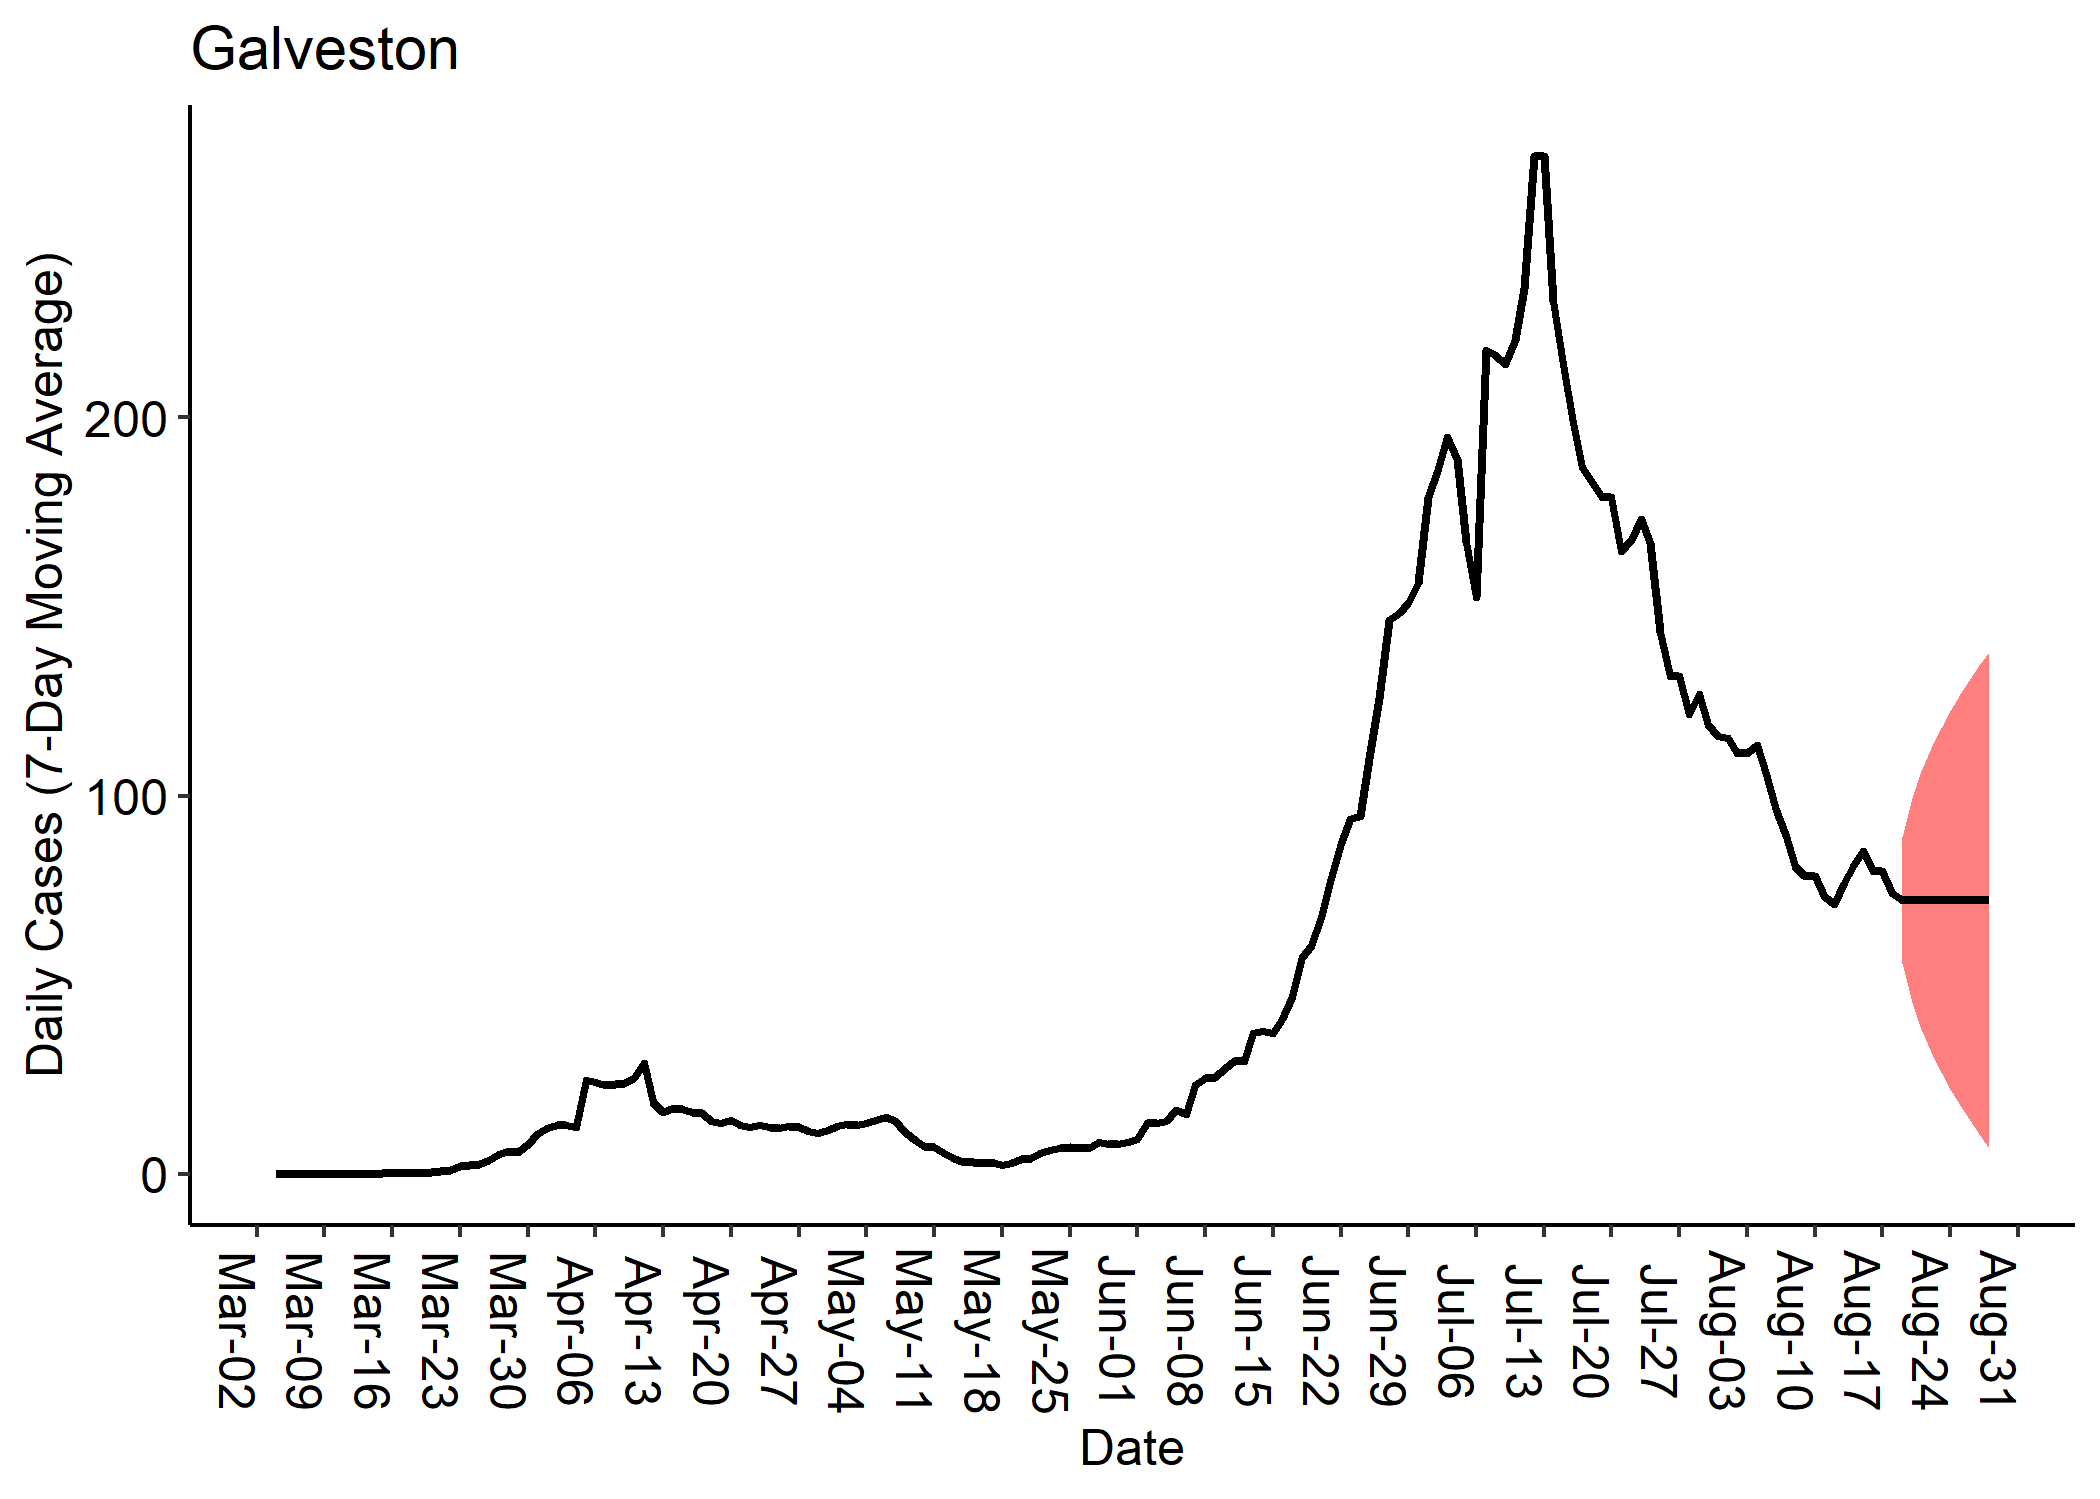 Galveston
Daily Cases (7-Day Moving Average)
200
100
0
Mar-02
Mar-09
Mar-16
Mar-23
Mar-30
Apr-06
Apr-13
Apr-20
Apr-27
May-04
May-11
May-18
May-25
Jun-01
Jun-08
Jun-15
Jun-22
Jun-29
Jul-06
Jul-13
Jul-20
Jul-27
Aug-03
Aug-10
Aug-17
Aug-24
Aug-31
Date